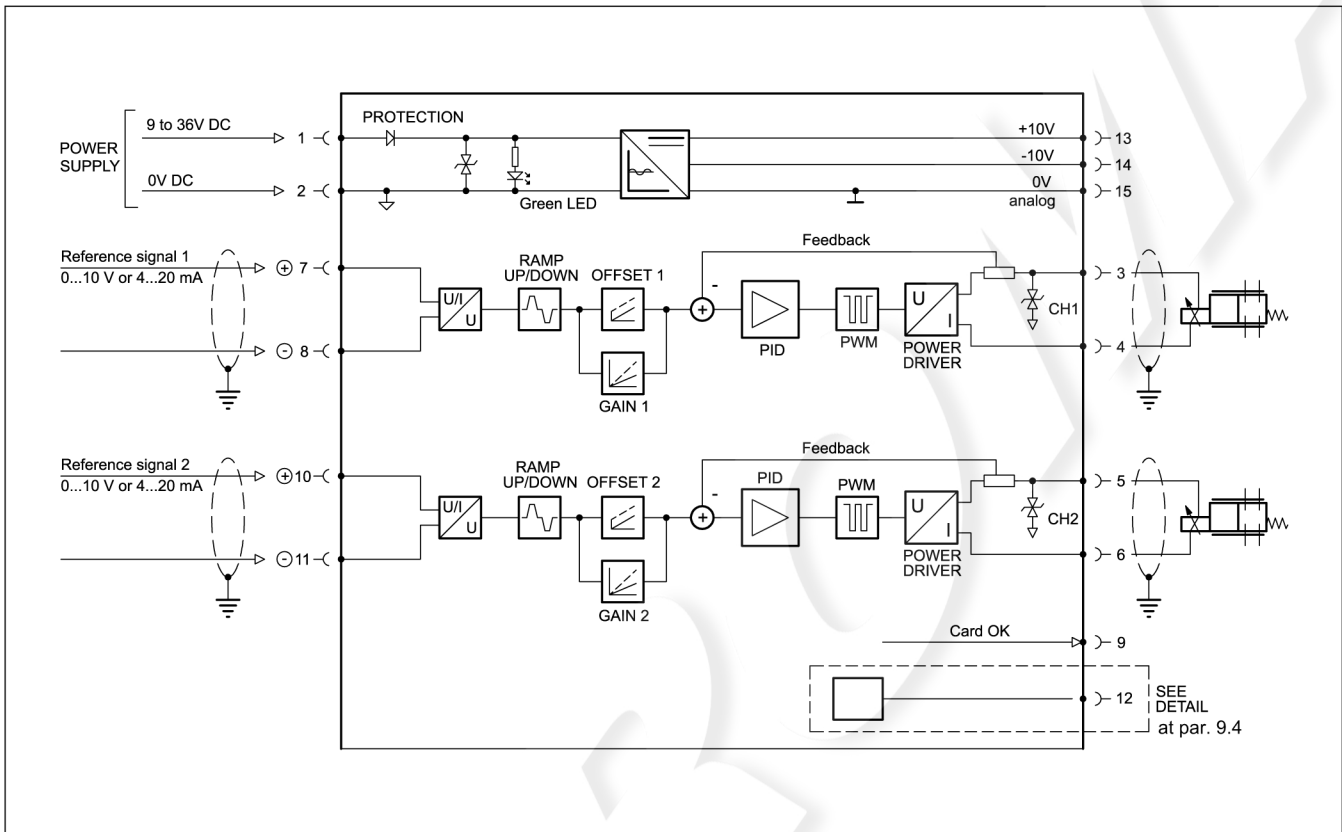 POWER
SUPPLY
9 to 36V DC
1
0V DC
2
PROTECTION
Green LED
+10V
13
-10V
14
0V
15
analog
Reference signal 1
0...10 V or 4...20 mA
+ 7
- 8
U/I
U
RAMP
UP/DOWN
OFFSET 1
GAIN 1
Feedback
+
-
PID
PWM
U
I
POWER
DRIVER
CH1
3
4
Reference signal 2
0...10 V or 4...20 mA
+ 10
- 11
U/I
U
RAMP
UP/DOWN
OFFSET 2
GAIN 2
Feedback
+
-
PID
PWM
U
I
POWER
DRIVER
CH2
5
6
Card OK
9
12
SEE
DETAIL
at par. 9.4